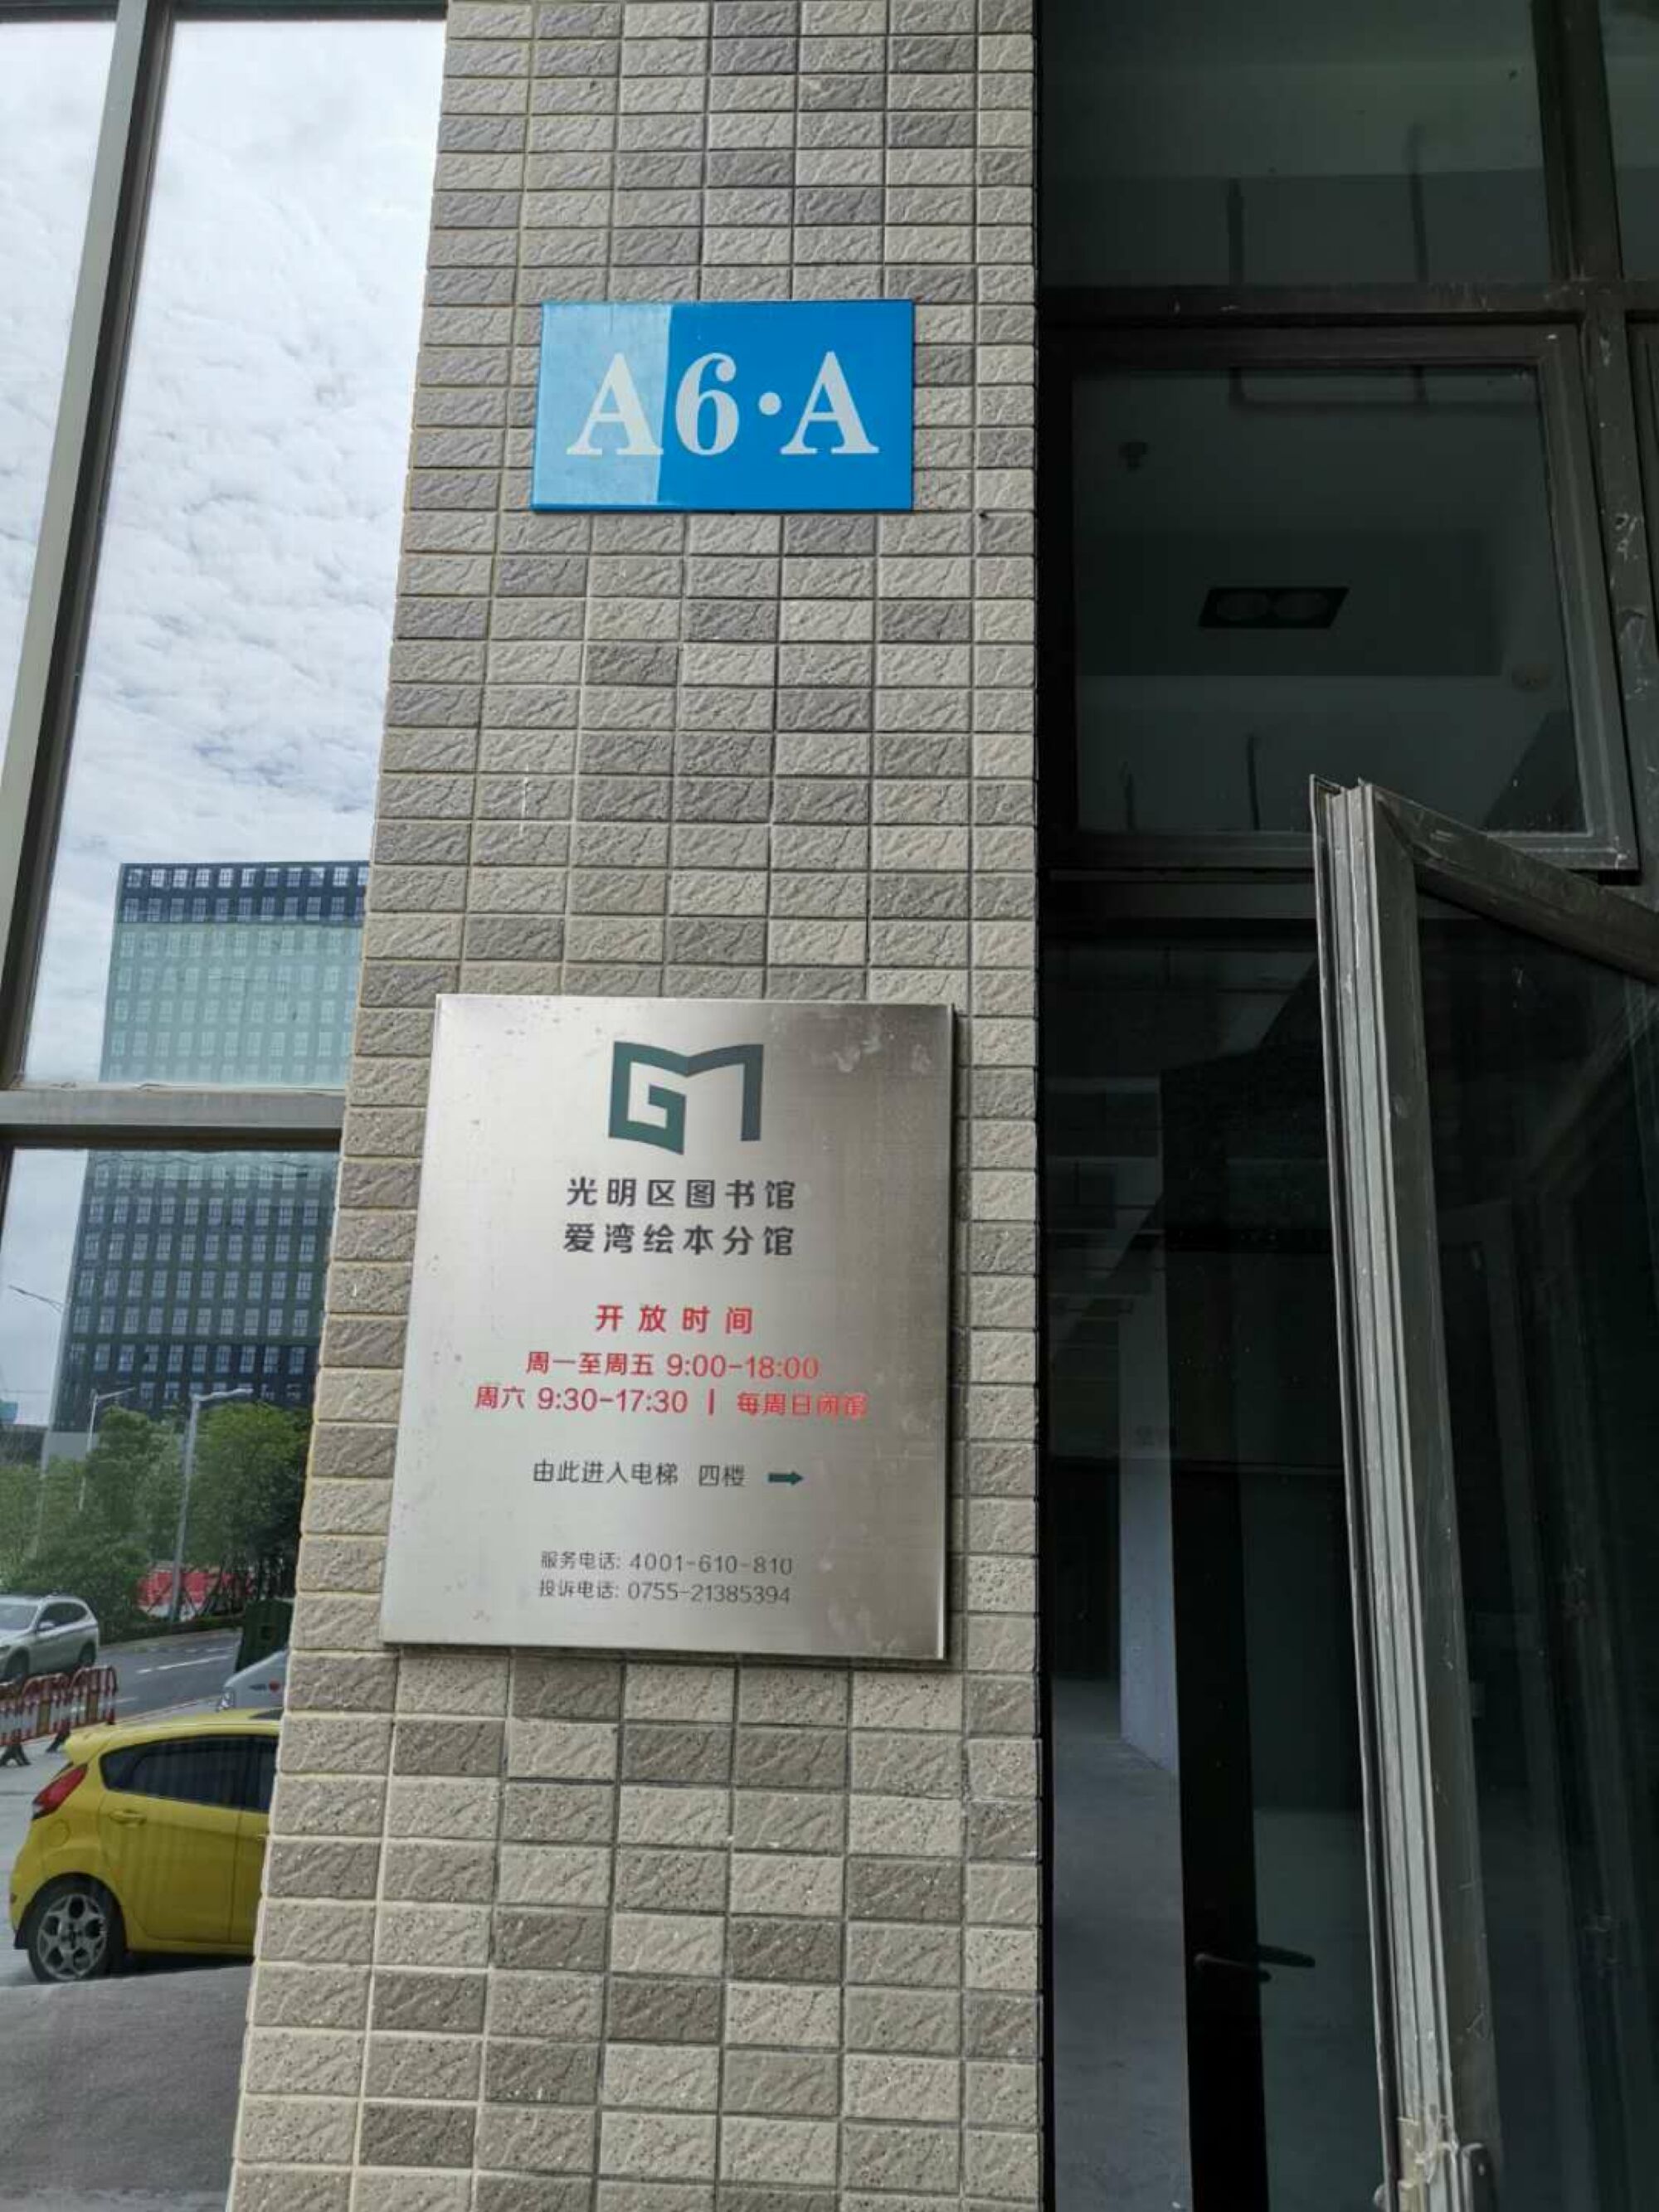 A6·A
光明区图书馆
爱湾绘本分馆
开放时间
周一至周五 9:00-18:00
周六 9:30-17:30 | 每周日闭馆
由此进入电梯 四楼 →
服务电话: 4001-610-810
投诉电话: 0755-21385394